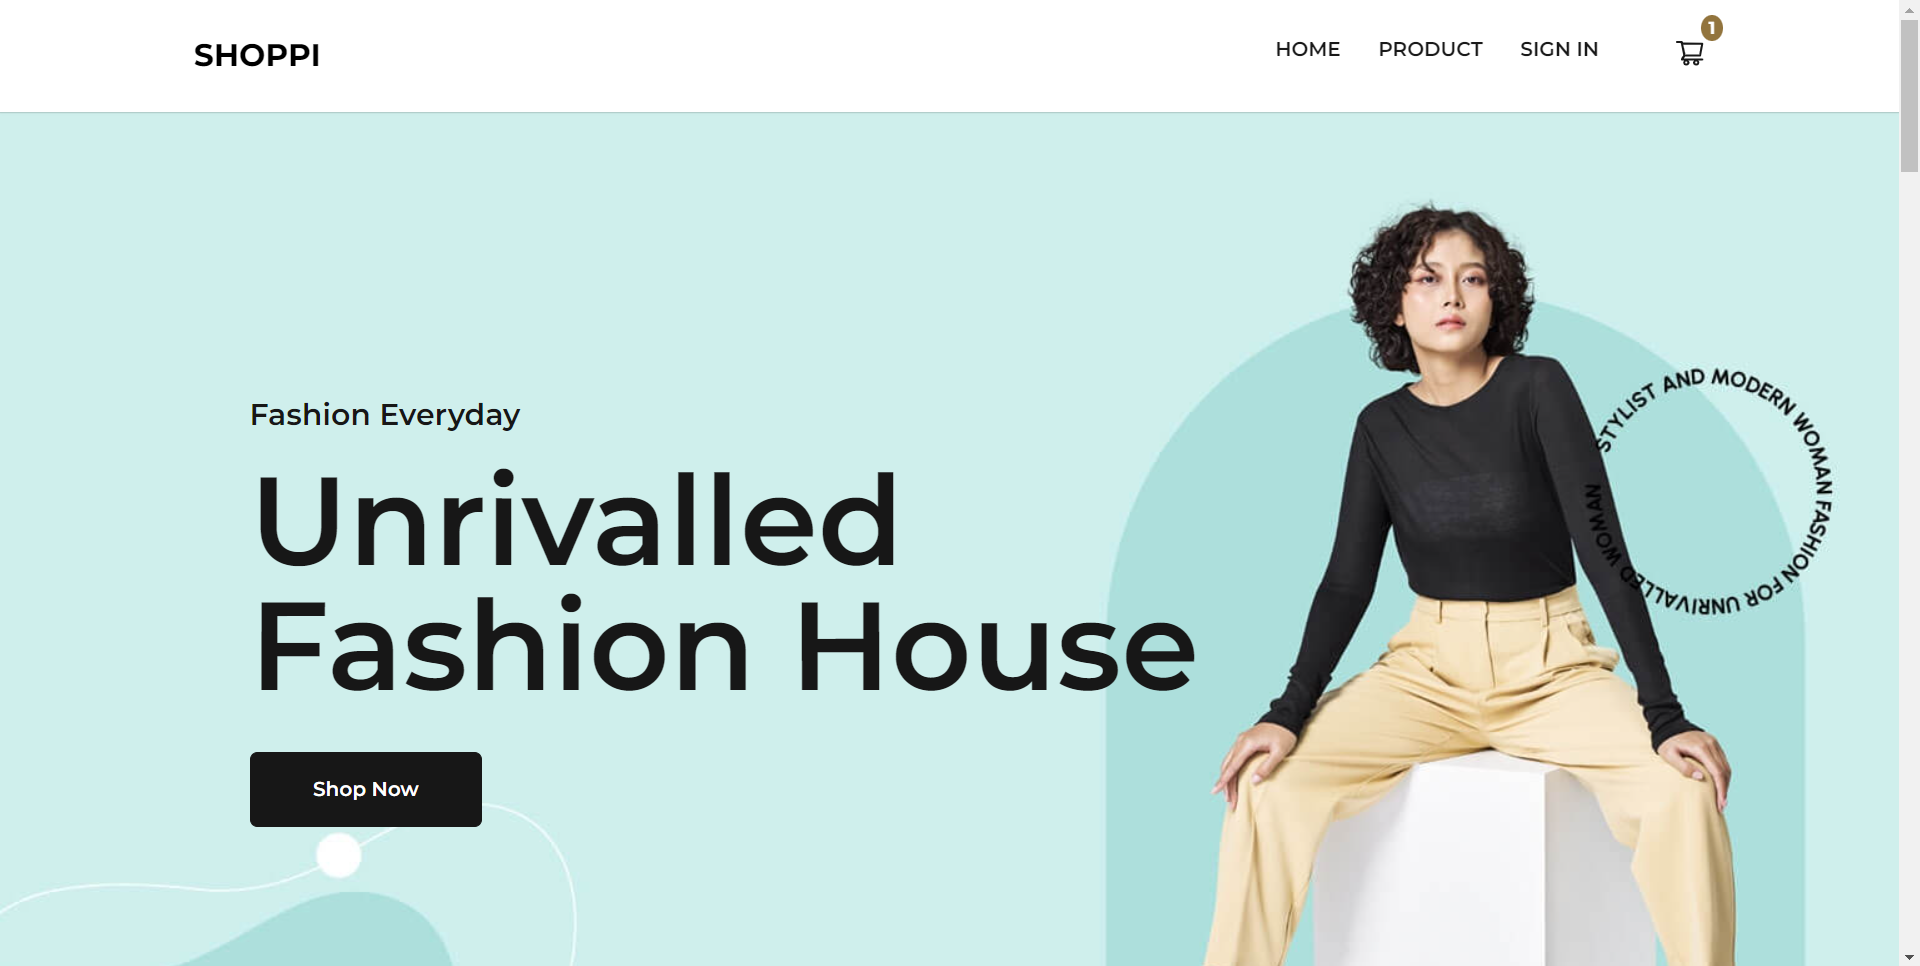 SHOPPI
HOME
PRODUCT
SIGN IN
1
Fashion Everyday
Unrivalled
Fashion House
Shop Now
STYLIST AND MODERN WOMAN FASHION FOR UNRIVALLED WOMAN